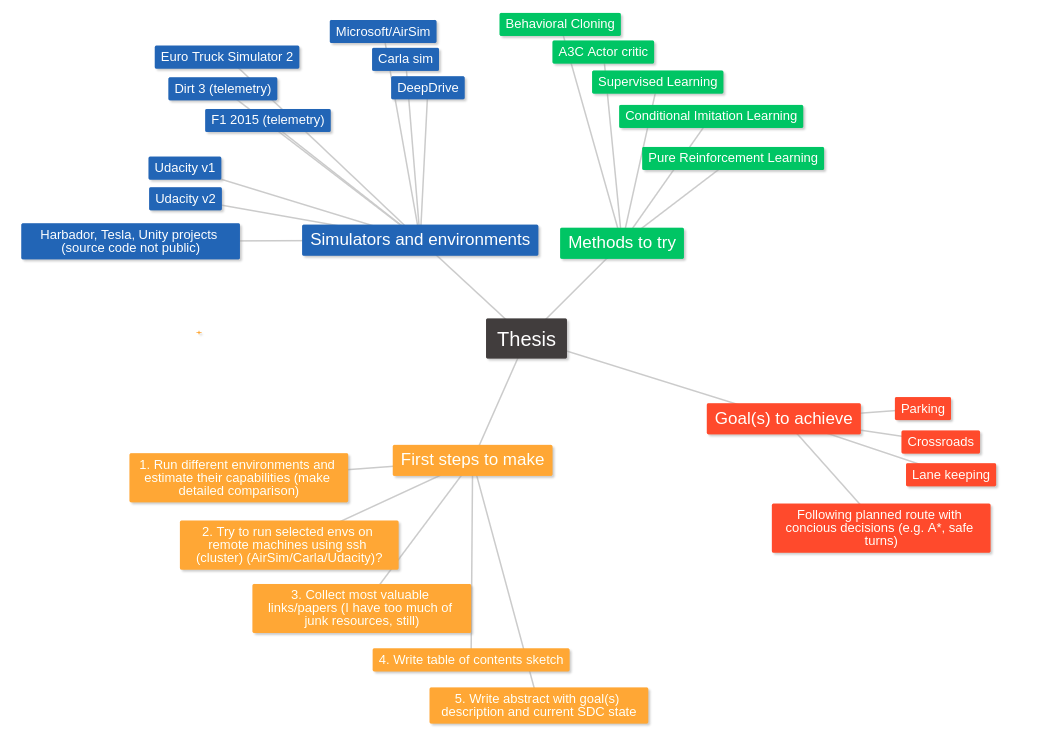 Microsoft/AirSim
Carla sim
DeepDrive
Euro Truck Simulator 2
Dirt 3 (telemetry)
F1 2015 (telemetry)
Udacity v1
Udacity v2
Harbador, Tesla, Unity projects
(source code not public)
Simulators and environments
Behavioral Cloning
A3C Actor critic
Supervised Learning
Conditional Imitation Learning
Pure Reinforcement Learning
Methods to try
Thesis
Goal(s) to achieve
Parking
Crossroads
Lane keeping
Following planned route with
concious decisions (e.g. A*, safe
turns)
First steps to make
1. Run different environments and
estimate their capabilities (make
detailed comparison)
2. Try to run selected envs on
remote machines using ssh
(cluster) (AirSim/Carla/Udacity)?
3. Collect most valuable
links/papers (I have too much of
junk resources, still)
4. Write table of contents sketch
5. Write abstract with goal(s)
description and current SDC state